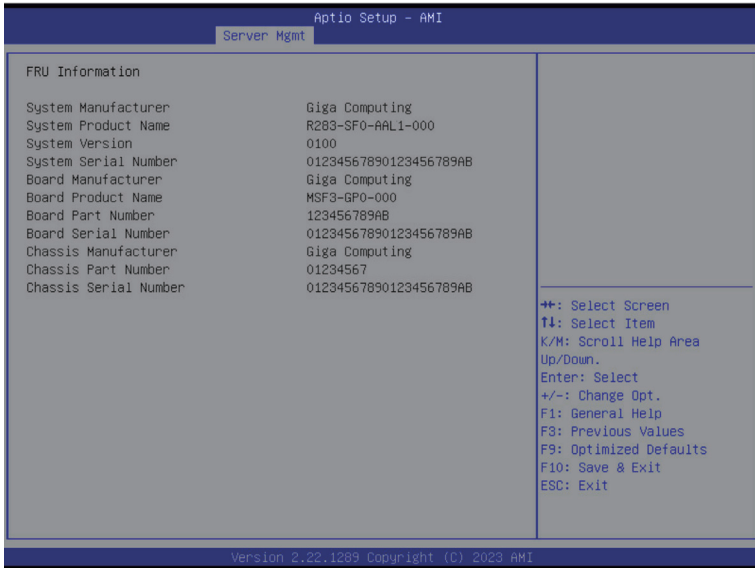 Aptio Setup – AMI
Server Mgmt
FRU Information
System Manufacturer Giga Computing
System Product Name R283-SF0-AAL1-000
System Version 0100
System Serial Number 01234567890123456789AB
Board Manufacturer Giga Computing
Board Product Name MSF3-GP0-000
Board Part Number 123456789AB
Board Serial Number 01234567890123456789AB
Chassis Manufacturer Giga Computing
Chassis Part Number 01234567
Chassis Serial Number 01234567890123456789AB
→←: Select Screen
↑↓: Select Item
K/M: Scroll Help Area
Up/Down.
Enter: Select
+/-: Change Opt.
F1: General Help
F3: Previous Values
F9: Optimized Defaults
F10: Save & Exit
ESC: Exit
Version 2.22.1289 Copyright (C) 2023 AMI